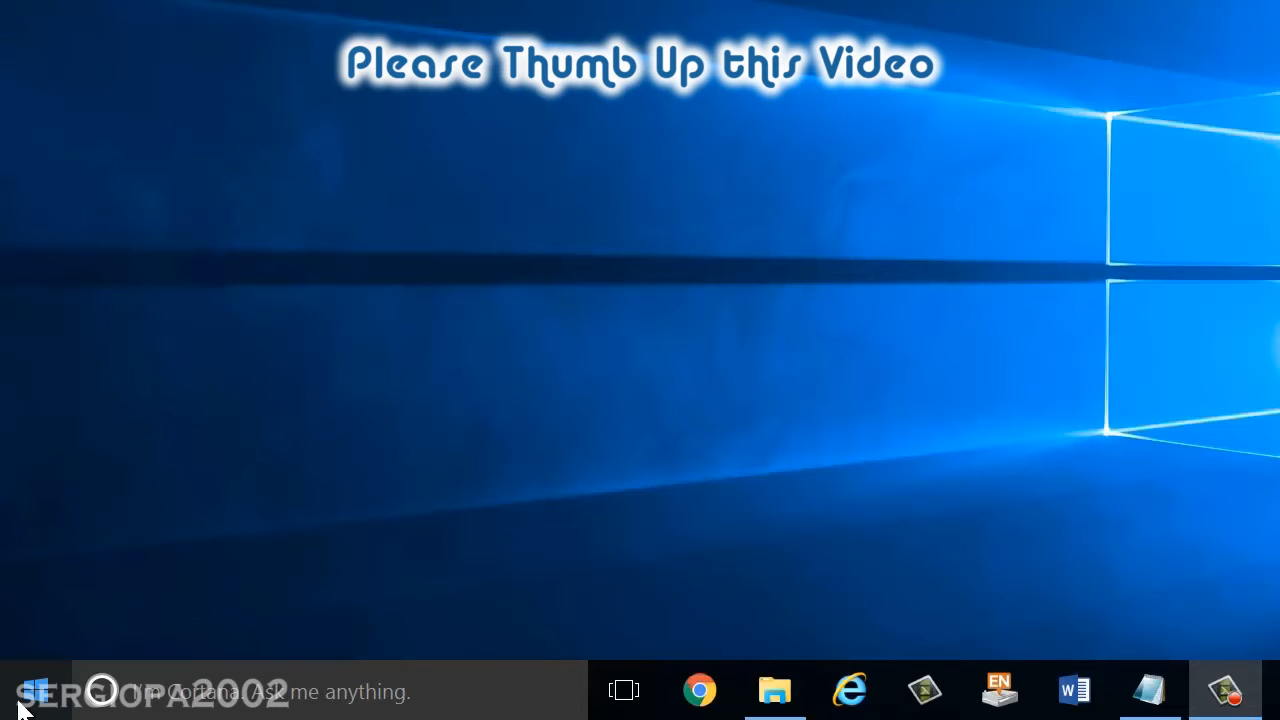 Please Thumb Up this Video
SERGIOPA2002
I'm Cortana. Ask me anything.
EN
W